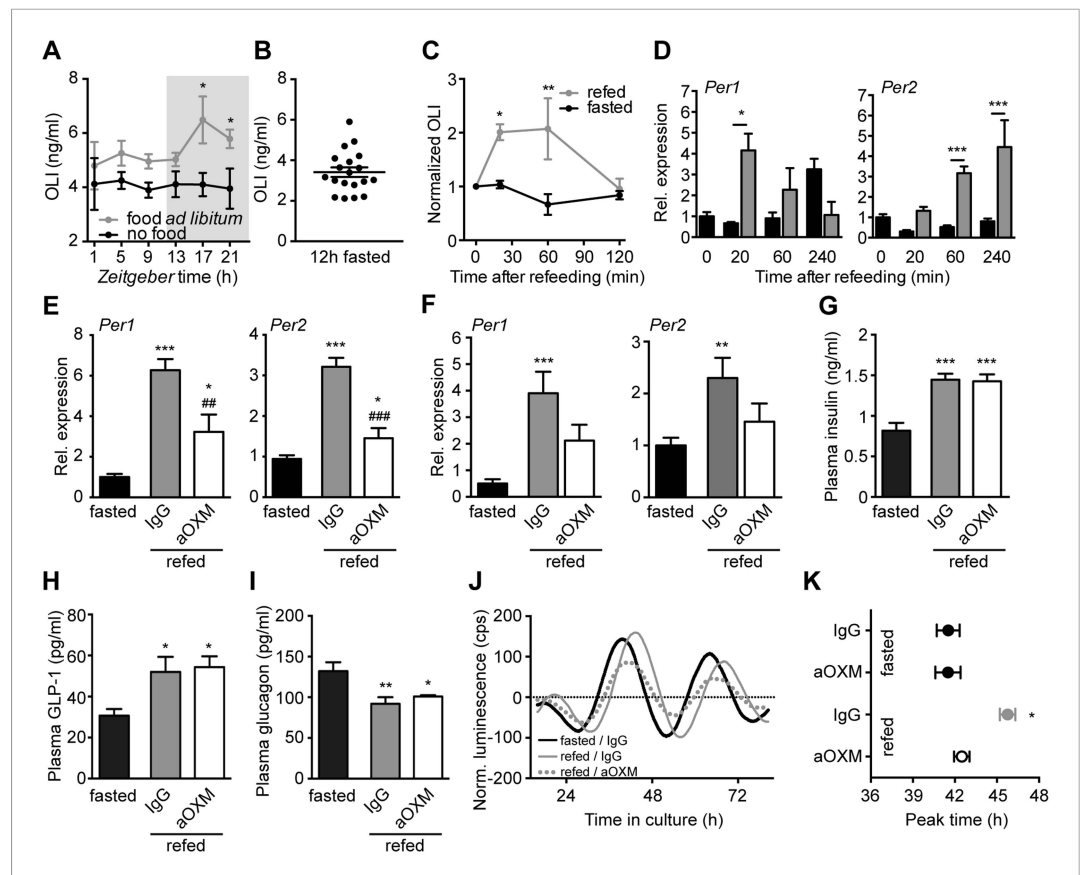 A
OLI (ng/ml)
8
6
4
2
*
*
food ad libitum
no food
1 5 9 13 17 21
Zeitgeber time (h)
B
OLI (ng/ml)
8
6
4
2
0
12h fasted
C
Normalized OLI
3
2
1
0
*
**
refed
fasted
0 30 60 90 120
Time after refeeding (min)
D
Per1
Rel. expression
7
6
5
4
3
2
1
0
*
0 20 60 240
Per2
7
6
5
4
3
2
1
0
***
***
0 20 60 240
Time after refeeding (min)
E
Per1
Rel. expression
8
6
4
2
0
***
*
##
fasted IgG aOXM
refed
Per2
4
3
2
1
0
***
*
###
fasted IgG aOXM
refed
F
Per1
6
5
4
3
2
1
0
***
fasted IgG aOXM
refed
Per2
3
2
1
0
**
fasted IgG aOXM
refed
G
Plasma insulin (ng/ml)
2
1.5
1
0.5
0
*** ***
fasted IgG aOXM
refed
H
Plasma GLP-1 (pg/ml)
80
60
40
20
0
* *
fasted IgG aOXM
refed
I
Plasma glucagon (pg/ml)
200
150
100
50
0
** *
fasted IgG aOXM
refed
J
Norm. luminescence (cps)
200
100
0
-100
-200
fasted / IgG
refed / IgG
refed / aOXM
24 48 72
Time in culture (h)
K
IgG
aOXM
fasted
IgG
aOXM
refed
*
36 39 42 45 48
Peak time (h)